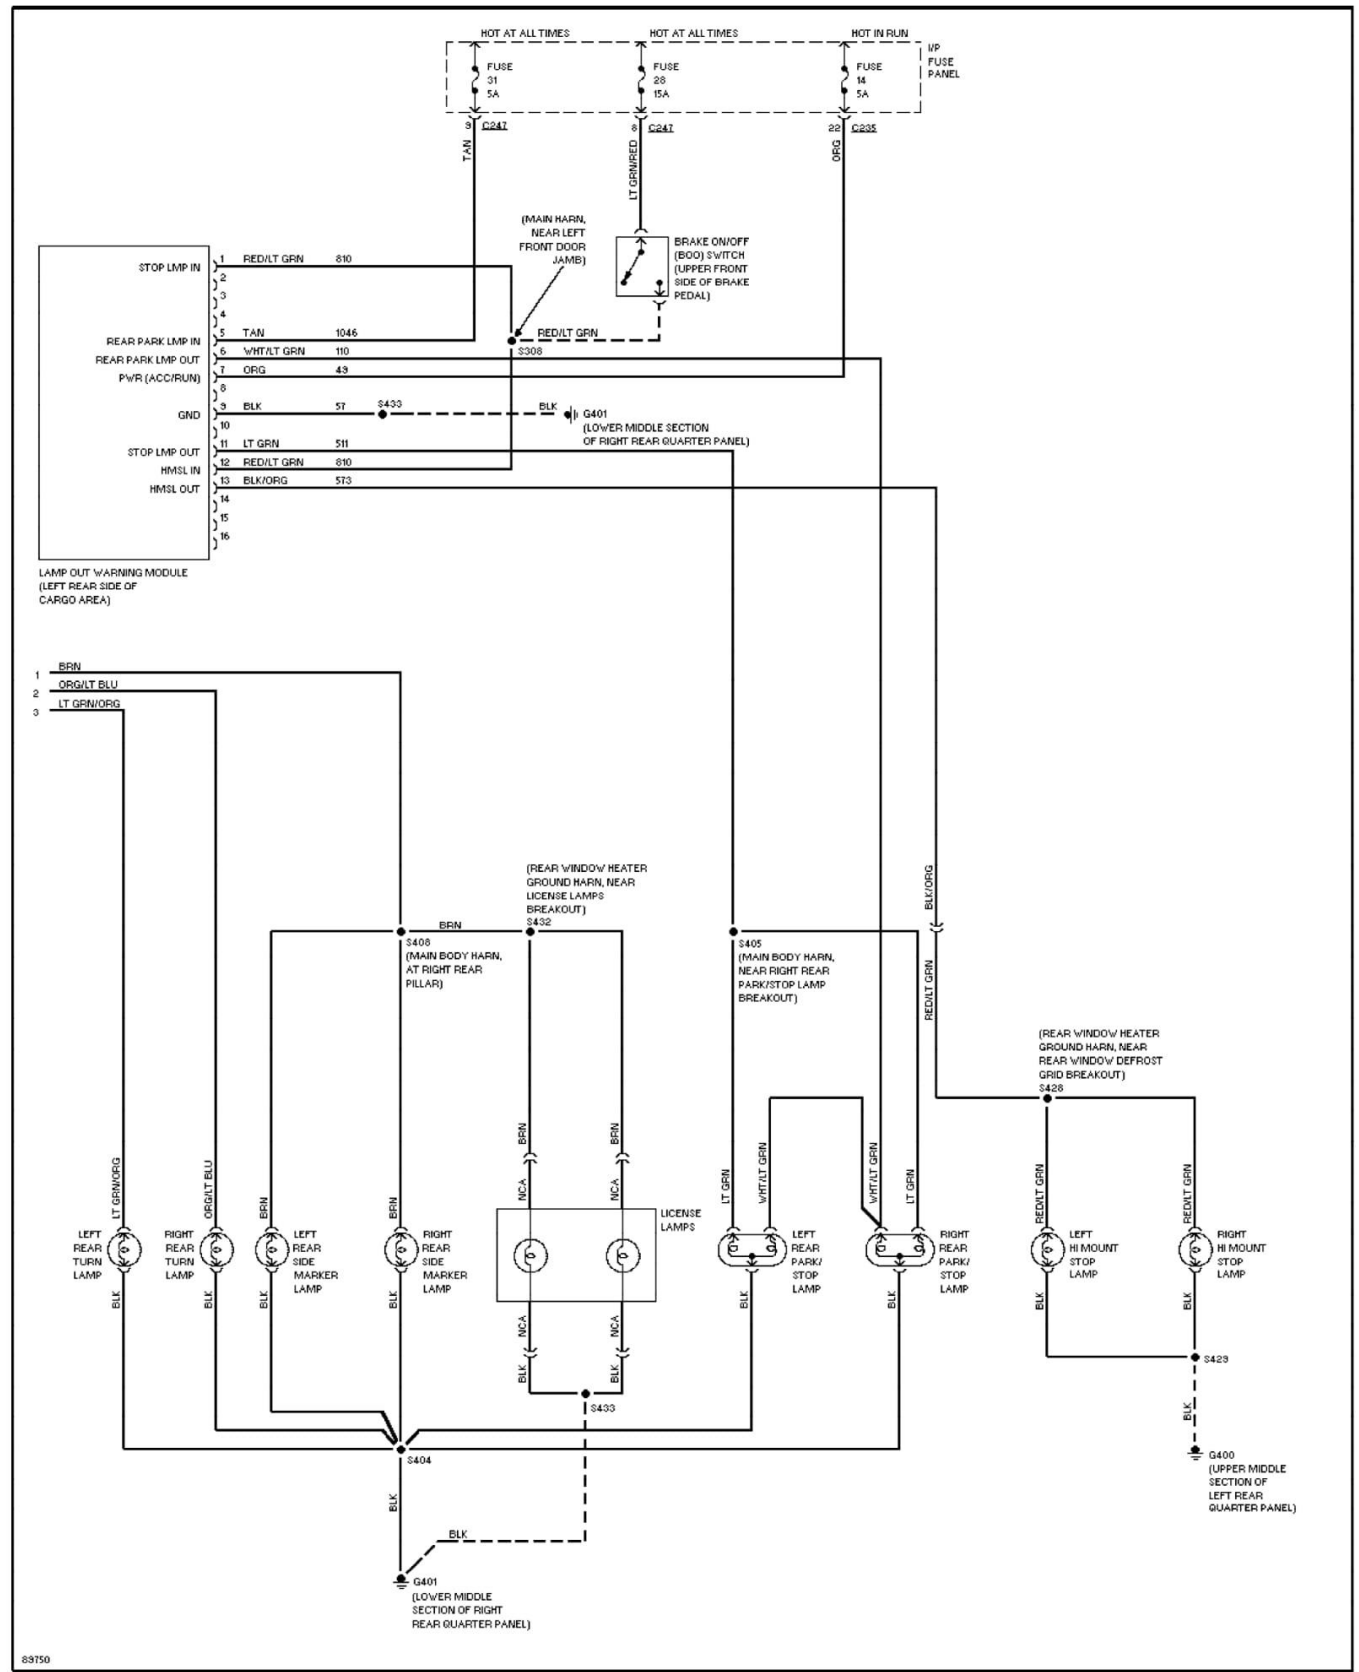 HOT AT ALL TIMES
HOT AT ALL TIMES
HOT IN RUN
I/P
FUSE
PANEL
FUSE
31
5A
FUSE
28
15A
FUSE
14
5A
9 C247
8 C247
22 C235
TAN
LT GRN/RED
ORG
(MAIN HARN,
NEAR LEFT
FRONT DOOR
JAMB)
BRAKE ON/OFF
(BOO) SWITCH
(UPPER FRONT
SIDE OF BRAKE
PEDAL)
STOP LMP IN 1 RED/LT GRN 810
2
3
4
REAR PARK LMP IN 5 TAN 1046
RED/LT GRN
S308
REAR PARK LMP OUT 6 WHT/LT GRN 110
PWR (ACC/RUN) 7 ORG 49
8
GND 9 BLK 57 S433 BLK G401
(LOWER MIDDLE SECTION
OF RIGHT REAR QUARTER PANEL)
10
STOP LMP OUT 11 LT GRN 511
HMSL IN 12 RED/LT GRN 810
HMSL OUT 13 BLK/ORG 573
14
15
16
LAMP OUT WARNING MODULE
(LEFT REAR SIDE OF
CARGO AREA)
1 BRN
2 ORG/LT BLU
3 LT GRN/ORG
(REAR WINDOW HEATER
GROUND HARN, NEAR
LICENSE LAMPS
BREAKOUT)
S432
BRN
S408
(MAIN BODY HARN,
AT RIGHT REAR
PILLAR)
S405
(MAIN BODY HARN,
NEAR RIGHT REAR
PARK/STOP LAMP
BREAKOUT)
BLK/ORG
RED/LT GRN
(REAR WINDOW HEATER
GROUND HARN, NEAR
REAR WINDOW DEFROST
GRID BREAKOUT)
S428
LT GRN/ORG
ORG/LT BLU
BRN
BRN
BRN
BRN
NCA
NCA
LT GRN
WHT/LT GRN
WHT/LT GRN
LT GRN
RED/LT GRN
RED/LT GRN
LEFT
REAR
TURN
LAMP
RIGHT
REAR
TURN
LAMP
LEFT
REAR
SIDE
MARKER
LAMP
RIGHT
REAR
SIDE
MARKER
LAMP
LICENSE
LAMPS
LEFT
REAR
PARK/
STOP
LAMP
RIGHT
REAR
PARK/
STOP
LAMP
LEFT
HI MOUNT
STOP
LAMP
RIGHT
HI MOUNT
STOP
LAMP
BLK
BLK
BLK
BLK
NCA
NCA
BLK
BLK
BLK
BLK
BLK
BLK
S433
S429
S404
BLK
G400
(UPPER MIDDLE
SECTION OF
LEFT REAR
QUARTER PANEL)
BLK
BLK
G401
(LOWER MIDDLE
SECTION OF RIGHT
REAR QUARTER PANEL)
89750